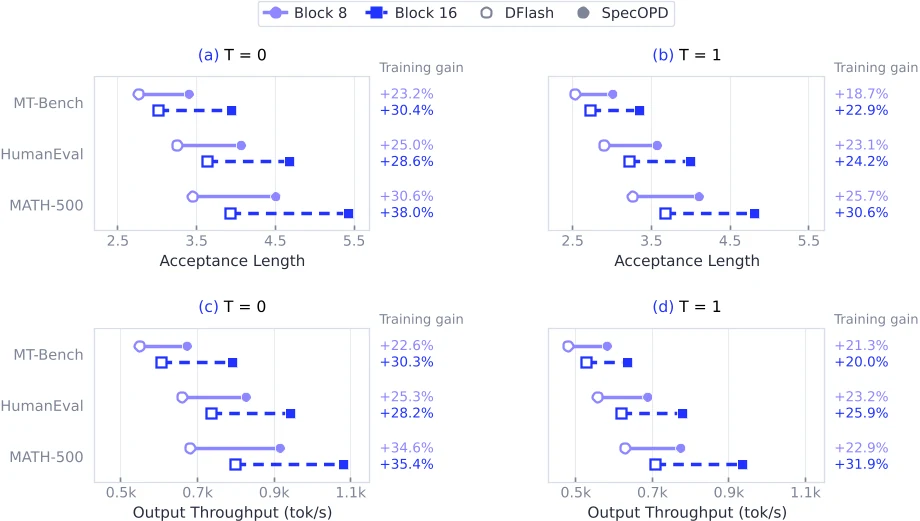 Block 8 Block 16 DFlash SpecOPD
(a) T = 0
Training gain
MT-Bench
+23.2%
+30.4%
HumanEval
+25.0%
+28.6%
MATH-500
+30.6%
+38.0%
2.5 3.5 4.5 5.5
Acceptance Length
(b) T = 1
Training gain
+18.7%
+22.9%
+23.1%
+24.2%
+25.7%
+30.6%
2.5 3.5 4.5 5.5
Acceptance Length
(c) T = 0
Training gain
MT-Bench
+22.6%
+30.3%
HumanEval
+25.3%
+28.2%
MATH-500
+34.6%
+35.4%
0.5k 0.7k 0.9k 1.1k
Output Throughput (tok/s)
(d) T = 1
Training gain
+21.3%
+20.0%
+23.2%
+25.9%
+22.9%
+31.9%
0.5k 0.7k 0.9k 1.1k
Output Throughput (tok/s)